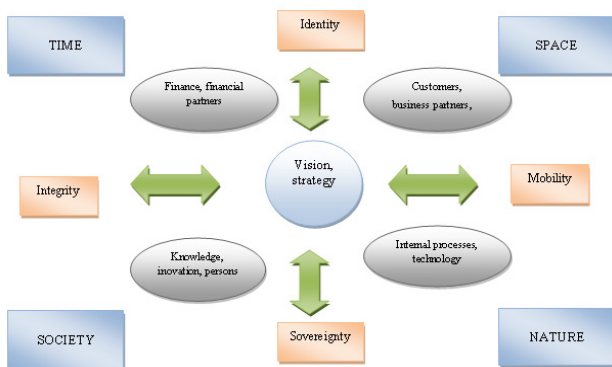 TIME
Identity
SPACE
Finance, financial
partners
Customers,
business partners,
Integrity
Vision,
strategy
Mobility
Knowledge,
inovation, persons
Internal processes,
technology
SOCIETY
Sovereignty
NATURE